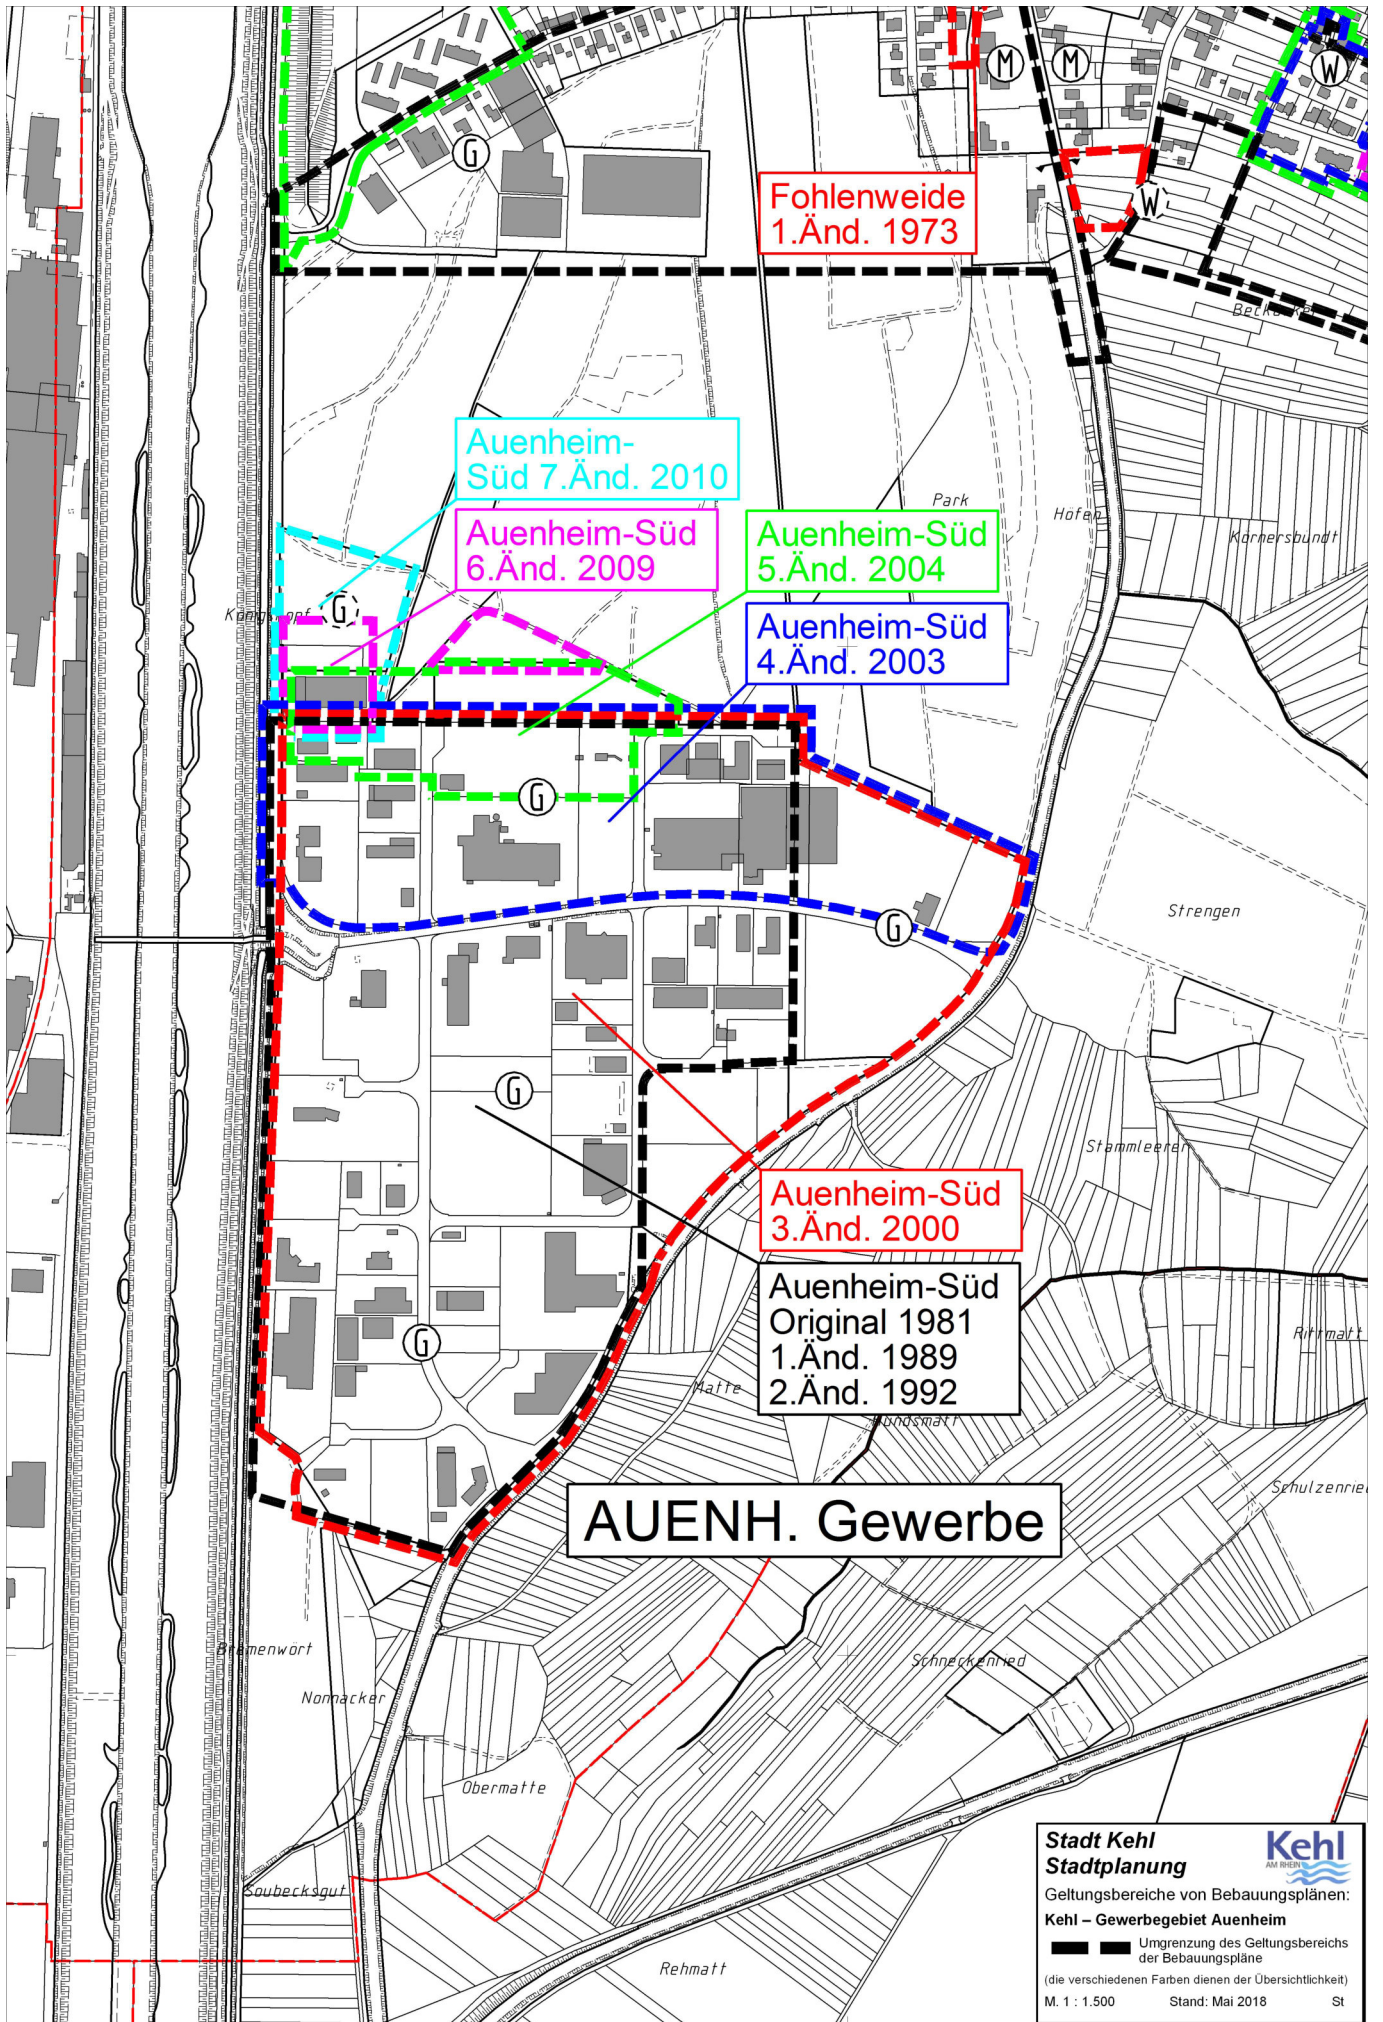 M
M
W
G
Fohlenweide
1.Änd. 1973
W
Auenheim-
Süd 7.Änd. 2010
Park
Höfen
Körnersbundt
Auenheim-Süd
6.Änd. 2009
Auenheim-Süd
5.Änd. 2004
G
Auenheim-Süd
4.Änd. 2003
G
Strengen
G
G
Stammleeren
Auenheim-Süd
3.Änd. 2000
Auenheim-Süd
Original 1981
1.Änd. 1989
2.Änd. 1992
G
Rittmatt
Matte
Hundsmatt
AUENH. Gewerbe
Bremenwört
Schneckenried
Nonnacker
Obermatte
Soubecksgut
Rehmatt
Stadt Kehl
Stadtplanung
Kehl
AM RHEIN
Geltungsbereiche von Bebauungsplänen:
Kehl – Gewerbegebiet Auenheim
Umgrenzung des Geltungsbereichs
der Bebauungspläne
(die verschiedenen Farben dienen der Übersichtlichkeit)
M. 1 : 1.500 Stand: Mai 2018 St